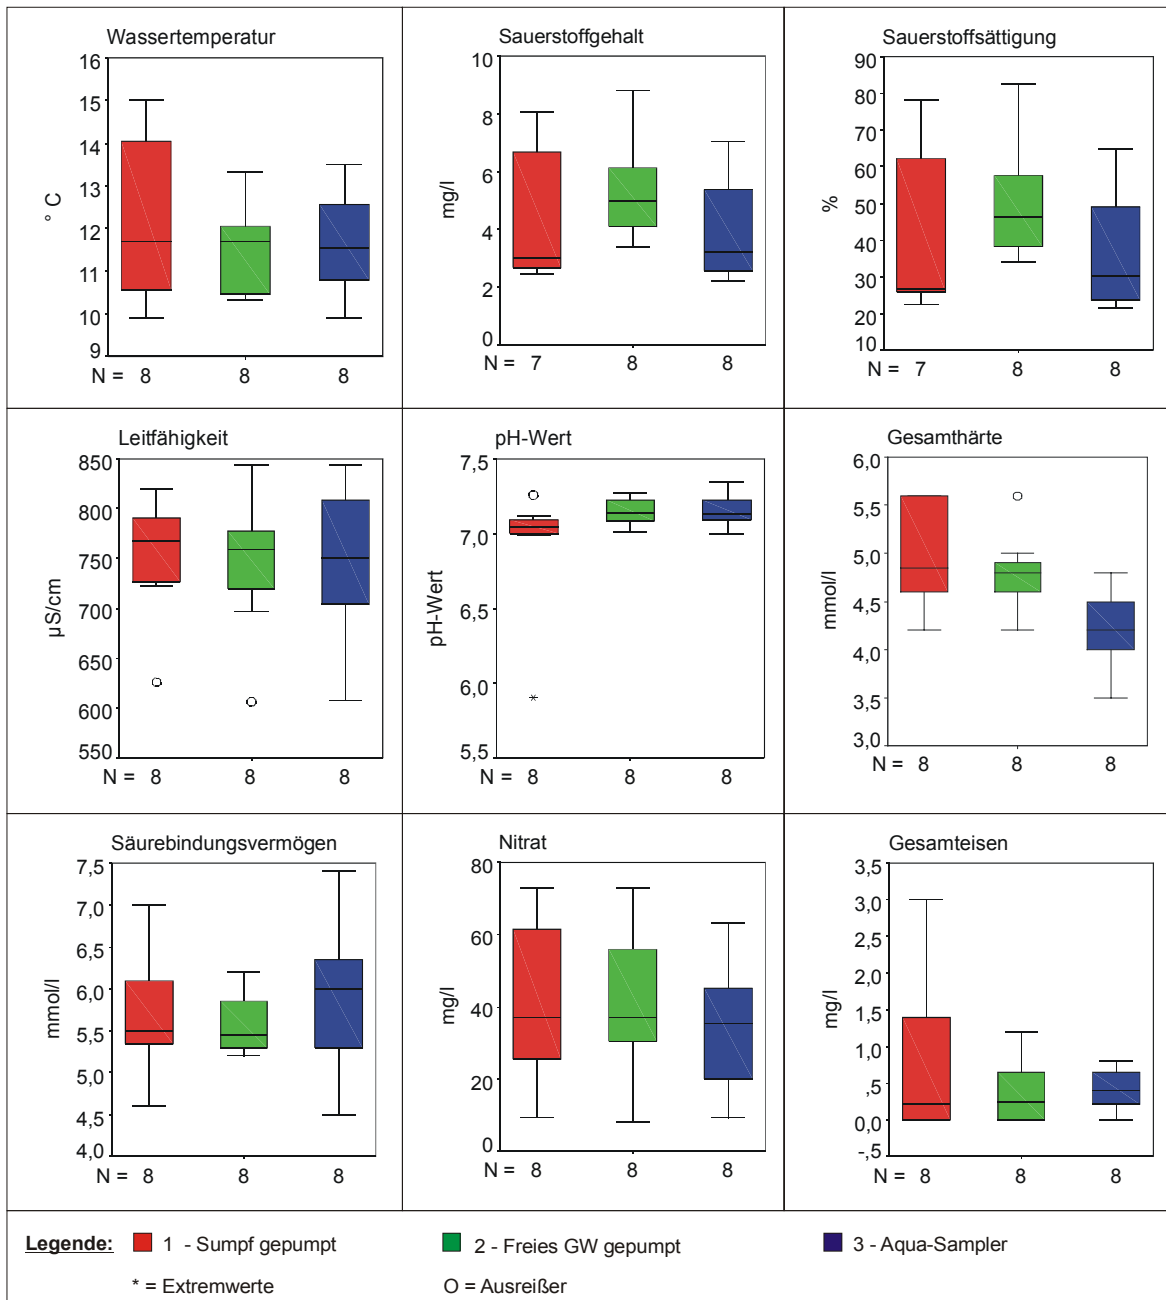 Wassertemperatur
16
15
14
13
12
11
10
9
° C
N = 8 8 8
Sauerstoffgehalt
10
8
6
4
2
0
mg/l
N = 7 8 8
Sauerstoffsättigung
90
80
70
60
50
40
30
20
10
%
N = 7 8 8
Leitfähigkeit
850
800
750
700
650
600
550
µS/cm
N = 8 8 8
pH-Wert
7,5
7,0
6,5
6,0
5,5
pH-Wert
N = 8 8 8
Gesamthärte
6,0
5,5
5,0
4,5
4,0
3,5
3,0
mmol/l
N = 8 8 8
Säurebindungsvermögen
7,5
7,0
6,5
6,0
5,5
5,0
4,5
4,0
mmol/l
N = 8 8 8
Nitrat
80
60
40
20
0
mg/l
N = 8 8 8
Gesamteisen
3,5
3,0
2,5
2,0
1,5
1,0
,5
0,0
-,5
mg/l
N = 8 8 8
Legende: 1 - Sumpf gepumpt 2 - Freies GW gepumpt 3 - Aqua-Sampler
* = Extremwerte O = Ausreißer